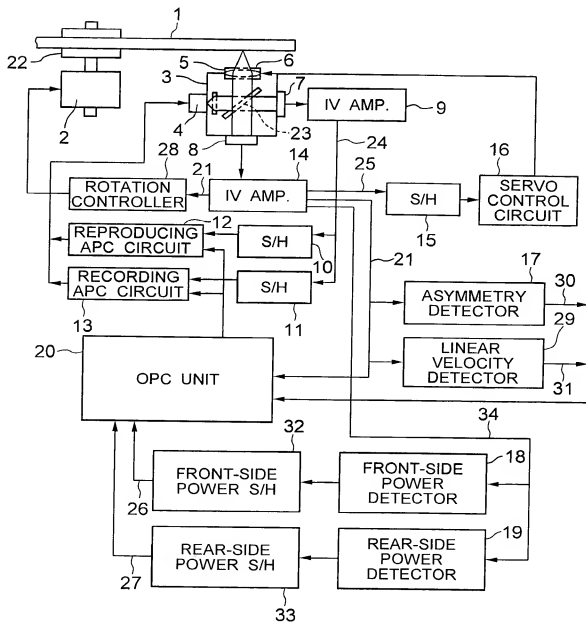 1
22
3
5
6
7
IV AMP.
9
2
4
8
23
24
28
21
14
25
16
ROTATION CONTROLLER
IV AMP.
S/H
SERVO CONTROL CIRCUIT
12
15
REPRODUCING APC CIRCUIT
S/H
10
21
17
30
RECORDING APC CIRCUIT
S/H
ASYMMETRY DETECTOR
13
11
29
20
LINEAR VELOCITY DETECTOR
31
OPC UNIT
34
32
18
FRONT-SIDE POWER S/H
FRONT-SIDE POWER DETECTOR
26
19
REAR-SIDE POWER S/H
REAR-SIDE POWER DETECTOR
27
33